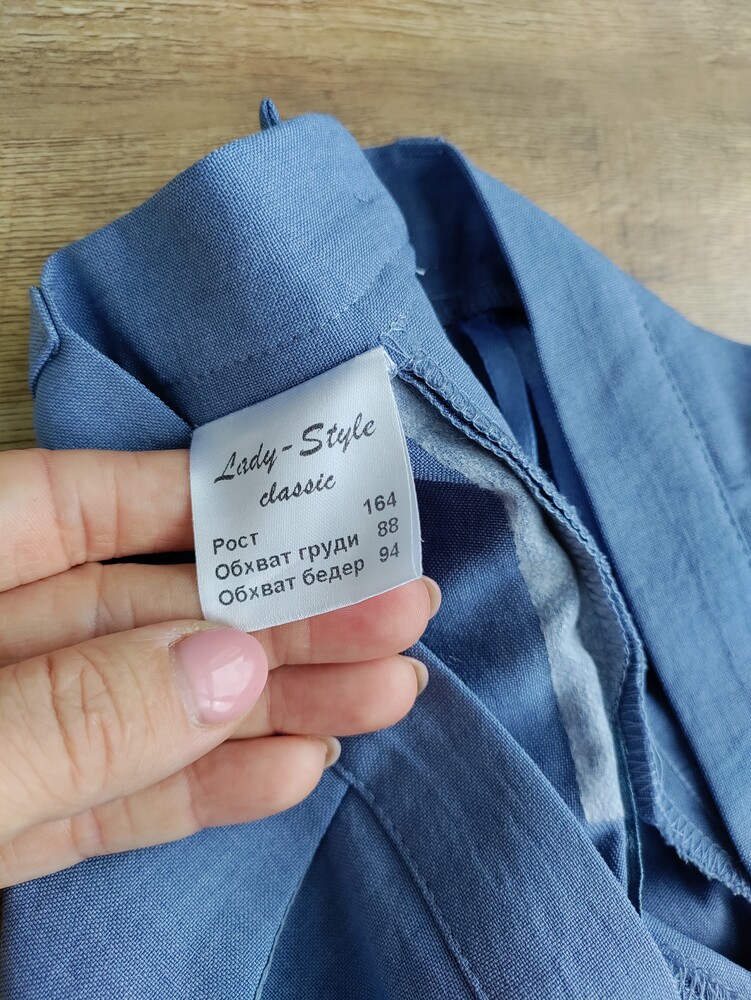 Lady-Style
classic
Рост 164
Обхват груди 88
Обхват бедер 94